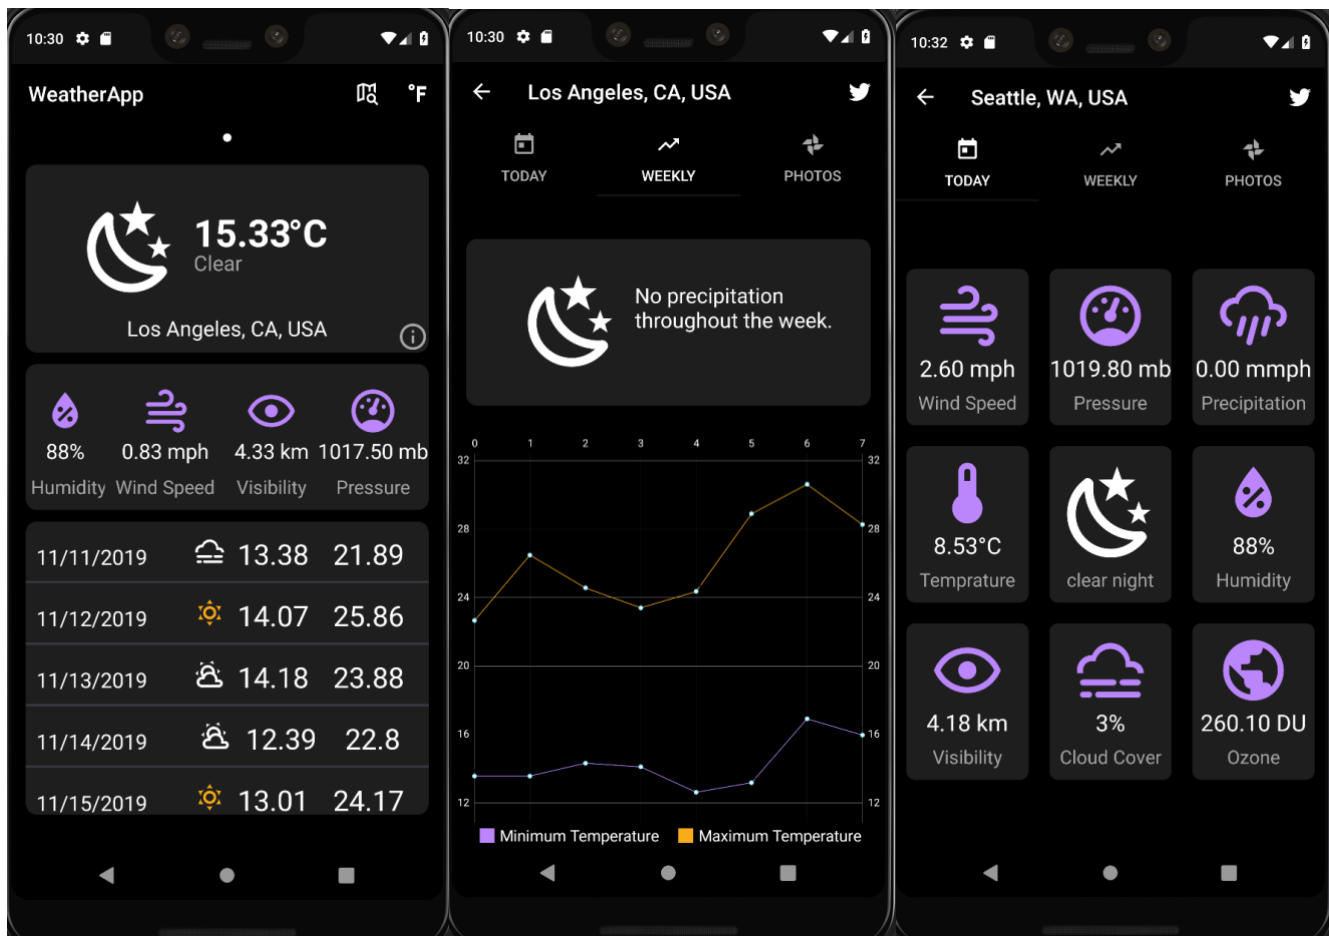 10:30
WeatherApp
°F
15.33°C
Clear
Los Angeles, CA, USA
88% 0.83 mph 4.33 km 1017.50 mb
Humidity Wind Speed Visibility Pressure
11/11/2019 13.38 21.89
11/12/2019 14.07 25.86
11/13/2019 14.18 23.88
11/14/2019 12.39 22.8
11/15/2019 13.01 24.17
10:30
Los Angeles, CA, USA
TODAY WEEKLY PHOTOS
No precipitation
throughout the week.
0 1 2 3 4 5 6 7
32 32
28 28
24 24
20 20
16 16
12 12
Minimum Temperature Maximum Temperature
10:32
Seattle, WA, USA
TODAY WEEKLY PHOTOS
2.60 mph 1019.80 mb 0.00 mmph
Wind Speed Pressure Precipitation
8.53°C 88%
Temprature clear night Humidity
4.18 km 3% 260.10 DU
Visibility Cloud Cover Ozone